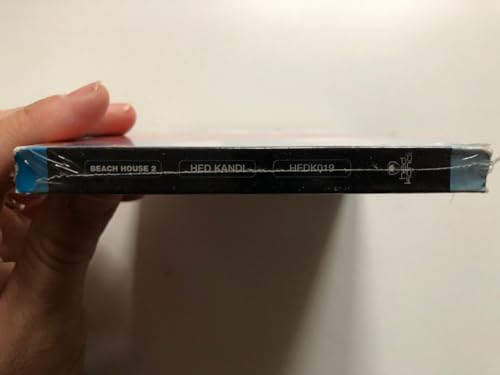 BEACH HOUSE 2 HED KANDI HEDK019